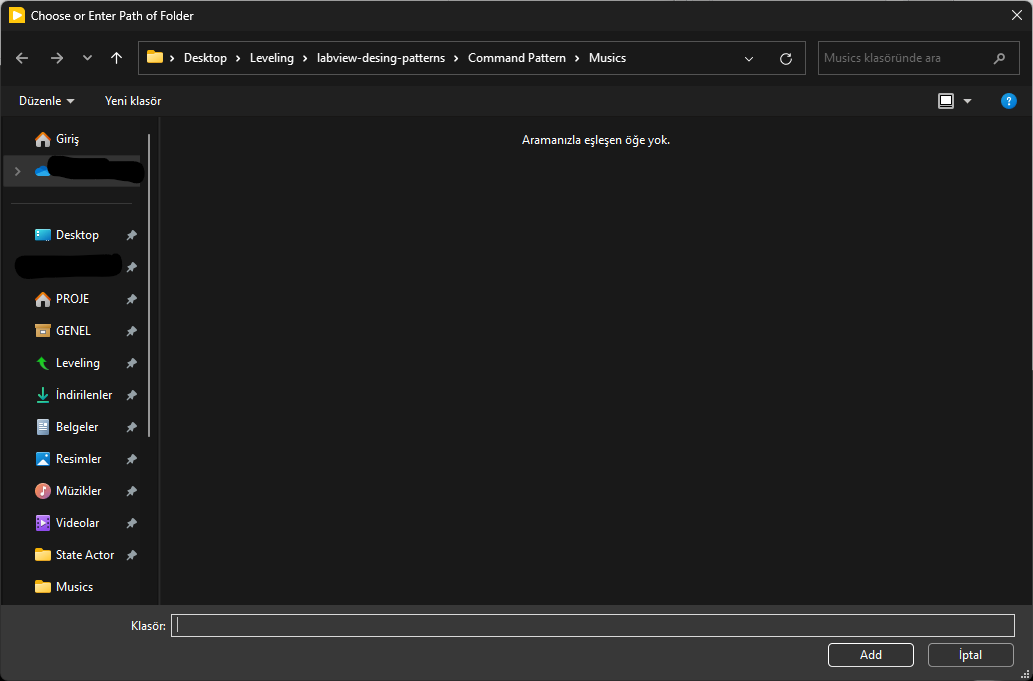 Choose or Enter Path of Folder
Desktop > Leveling > labview-desing-patterns > Command Pattern > Musics
Musics klasöründe ara
Düzenle
Yeni klasör
?
Giriş
Aramanızla eşleşen öğe yok.
Desktop
PROJE
GENEL
Leveling
İndirilenler
Belgeler
Resimler
Müzikler
Videolar
State Actor
Musics
Klasör:
Add
İptal